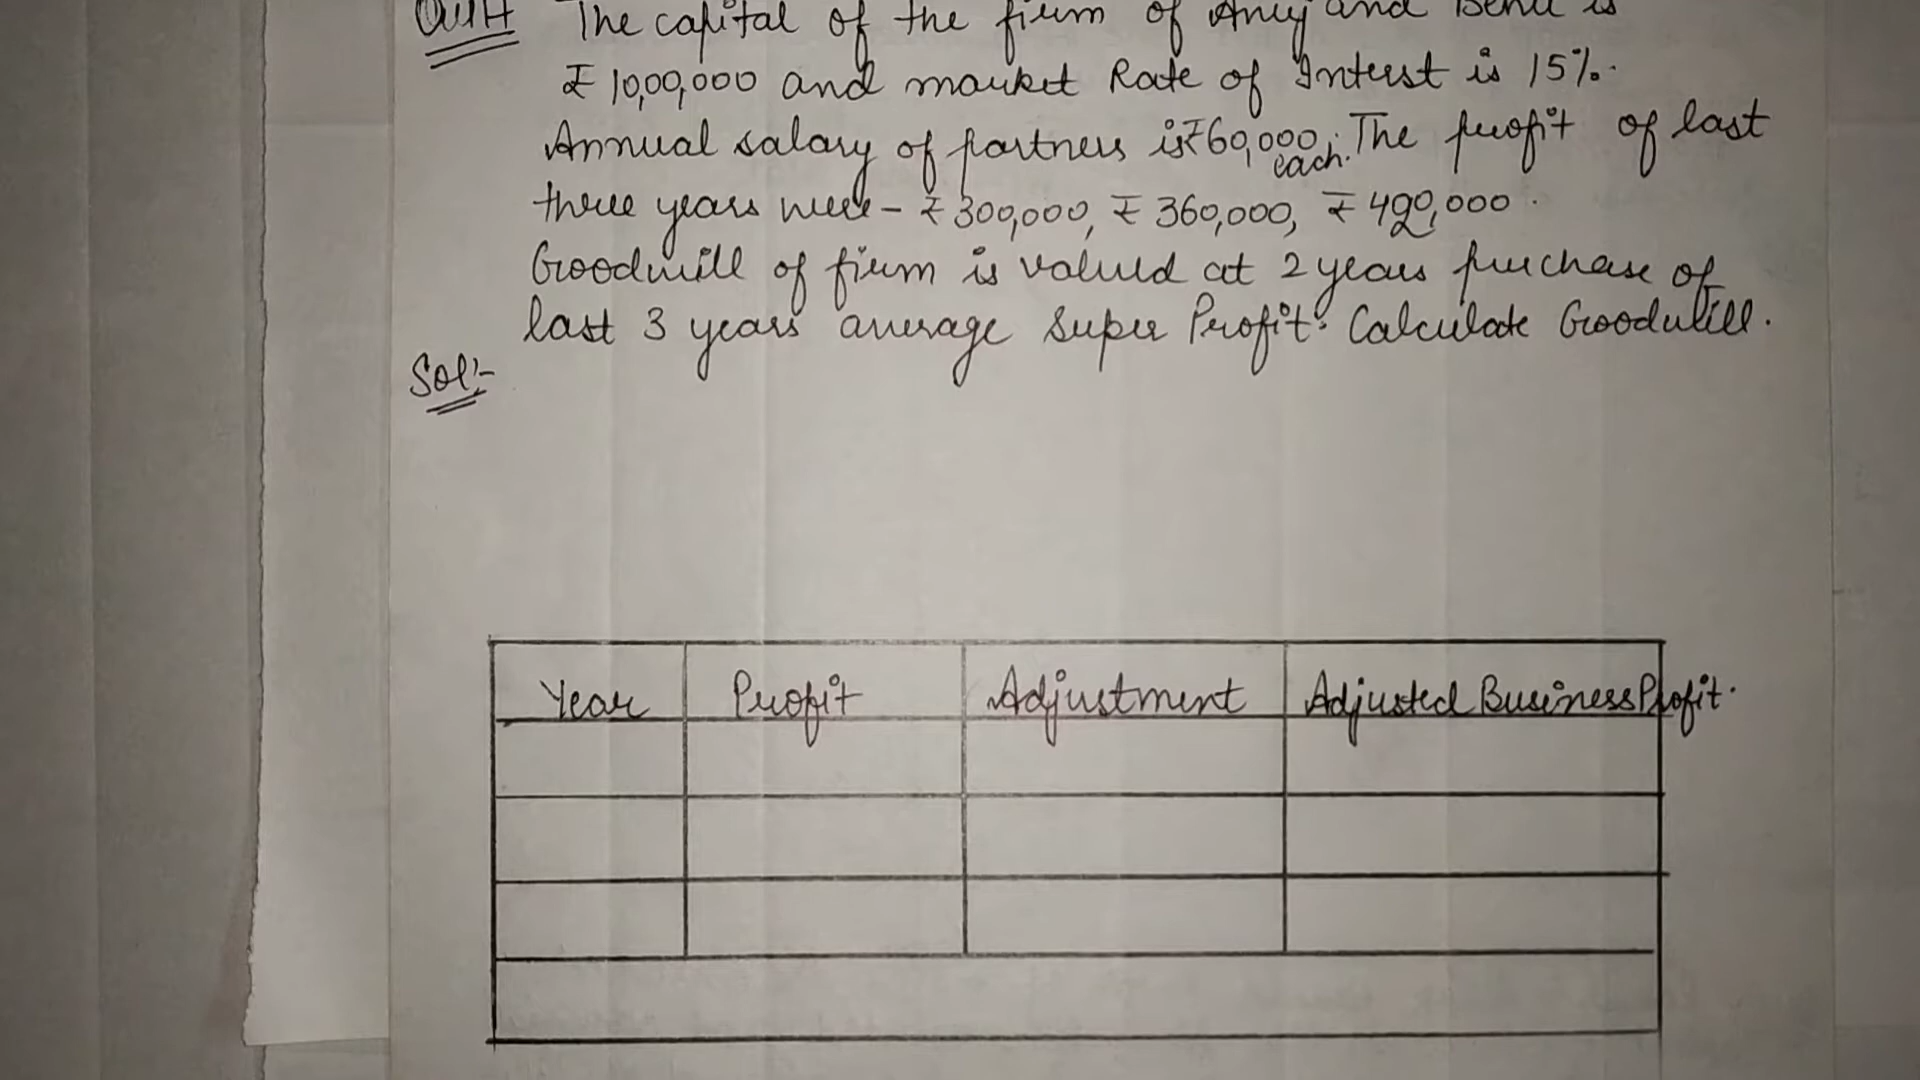 The capital of the firm of and is
₹ 10,00,000 and market Rate of Interest is 15%.
Annual salary of partners is ₹60,000 each. The profit of last
three years were - ₹ 300,000, ₹ 360,000, ₹ 000.
Goodwill of firm is valued at 2 years purchase of
last 3 years average Super Profit. Calculate Goodwill.
Sol:-
Year Profit Adjustment Adjusted Business Profit.